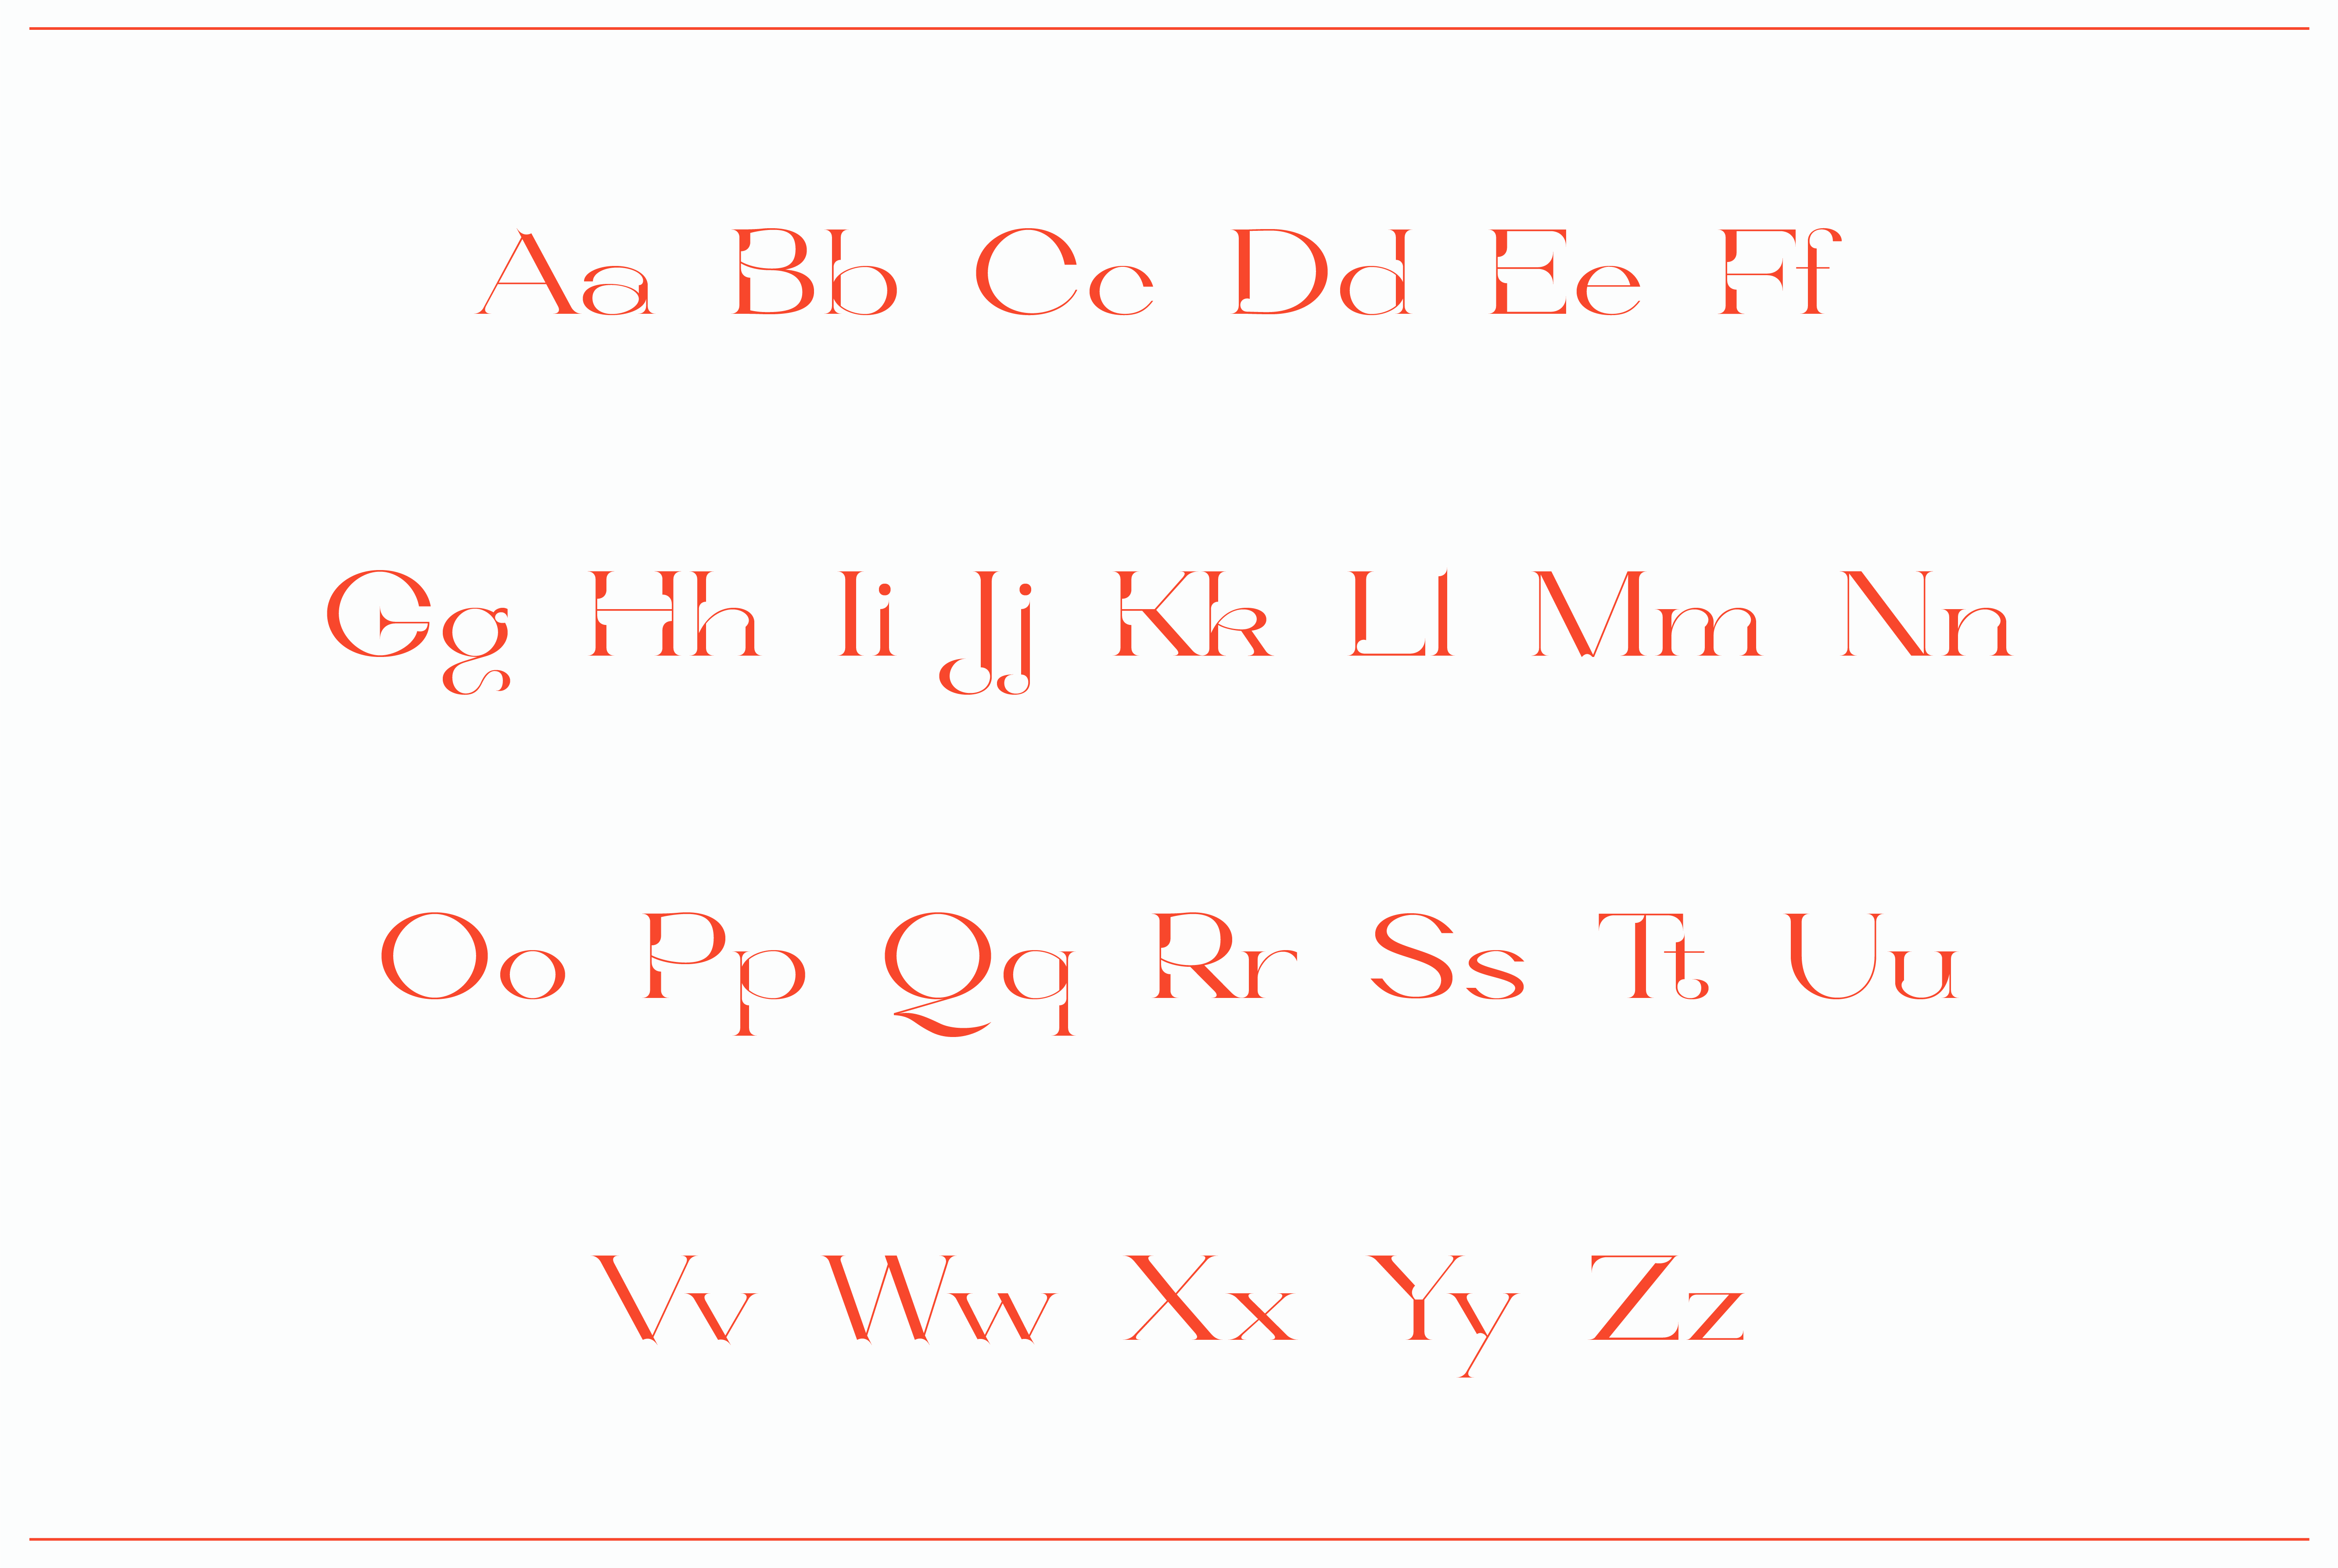 Aa Bb Cc Dd Ee Ff
Gg Hh Ii Jj Kk Ll Mm Nn
Oo Pp Qq Rr Ss Tt Uu
Vv Ww Xx Yy Zz